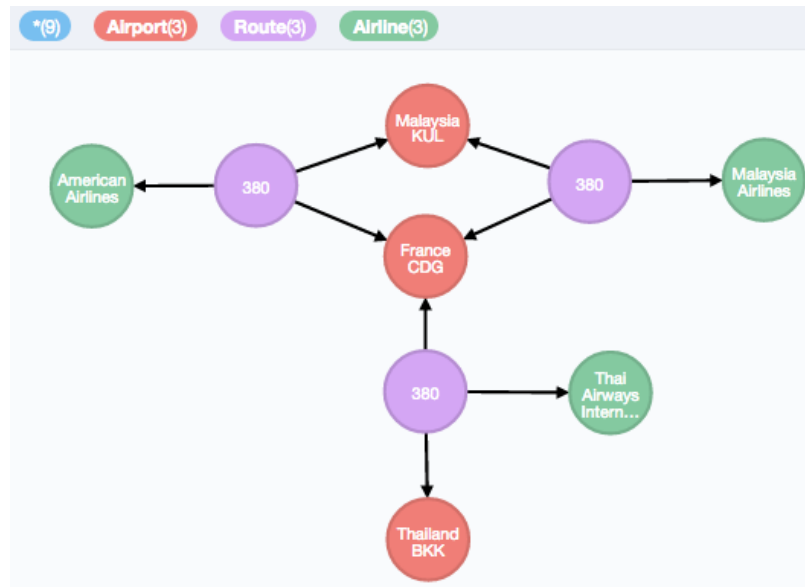 *(9) Airport(3) Route(3) Airline(3)
Malaysia
KUL
American
Airlines
380
380
Malaysia
Airlines
France
CDG
380
Thai
Airways
Intern...
Thailand
BKK